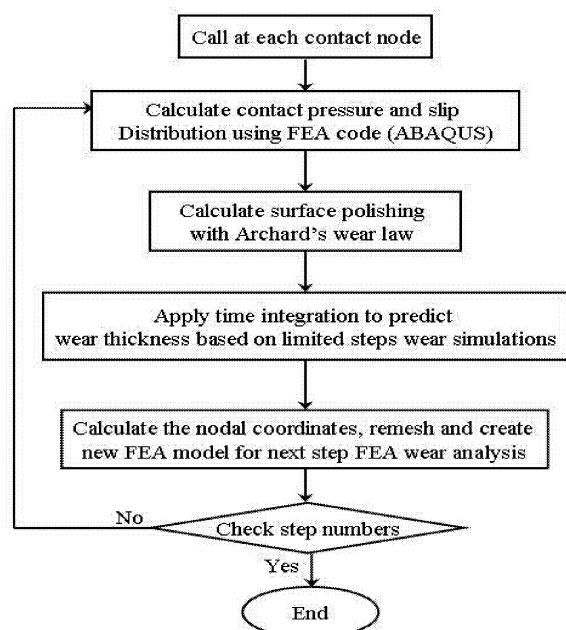 Call at each contact node
Calculate contact pressure and slip
Distribution using FEA code (ABAQUS)
Calculate surface polishing
with Archard's wear law
Apply time integration to predict
wear thickness based on limited steps wear simulations
Calculate the nodal coordinates, remesh and create
new FEA model for next step FEA wear analysis
No
Check step numbers
Yes
End